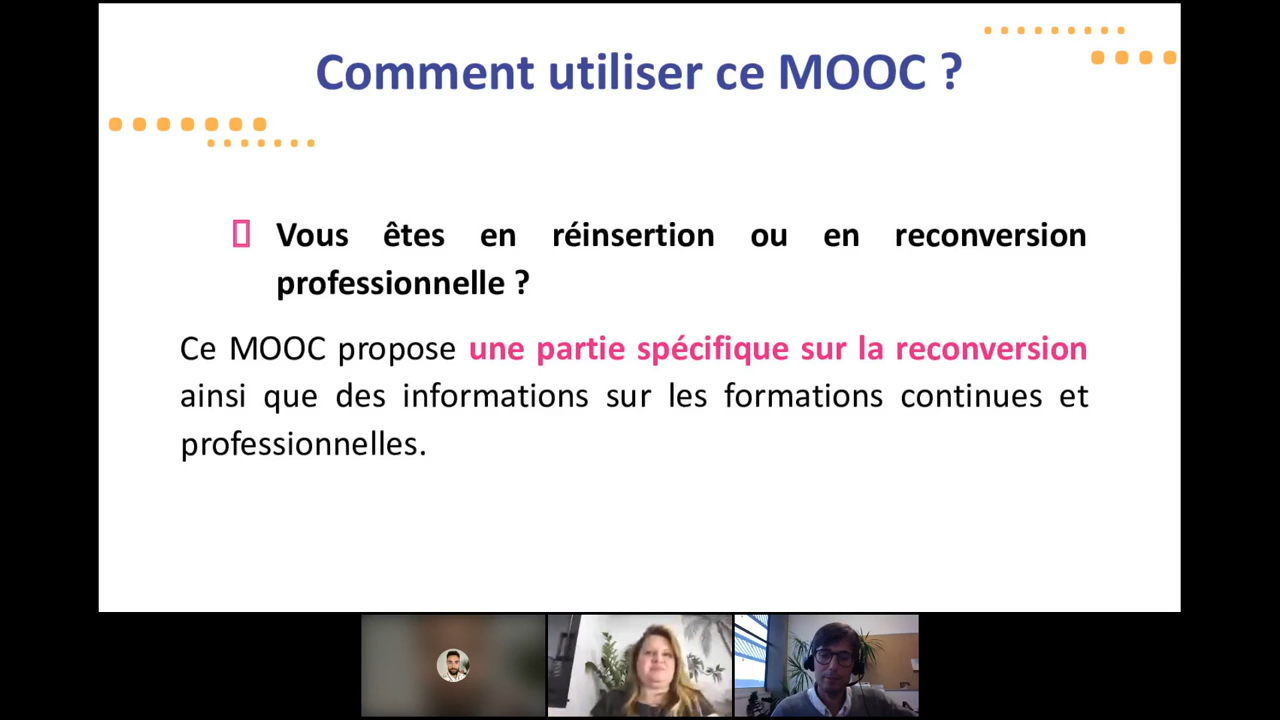 Comment utiliser ce MOOC ?
Vous êtes en réinsertion ou en reconversion
professionnelle ?
Ce MOOC propose une partie spécifique sur la reconversion
ainsi que des informations sur les formations continues et
professionnelles.